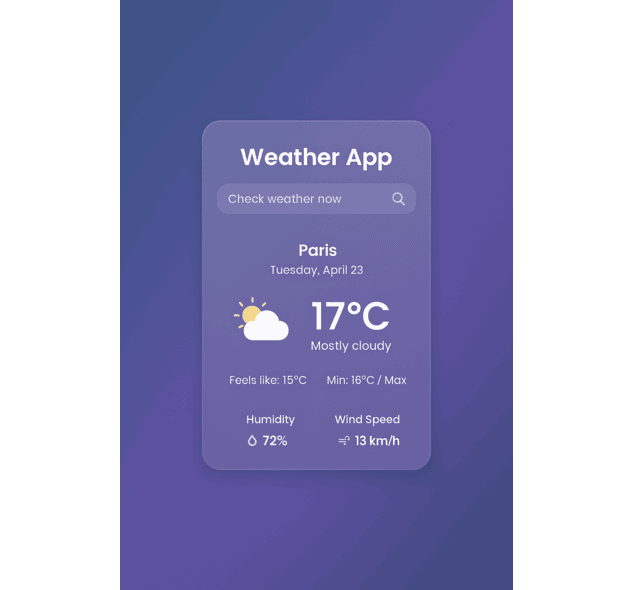 Weather App
Check weather now
Paris
Tuesday, April 23
17°C
Mostly cloudy
Feels like: 15°C Min: 16°C / Max
Humidity Wind Speed
72% 13 km/h